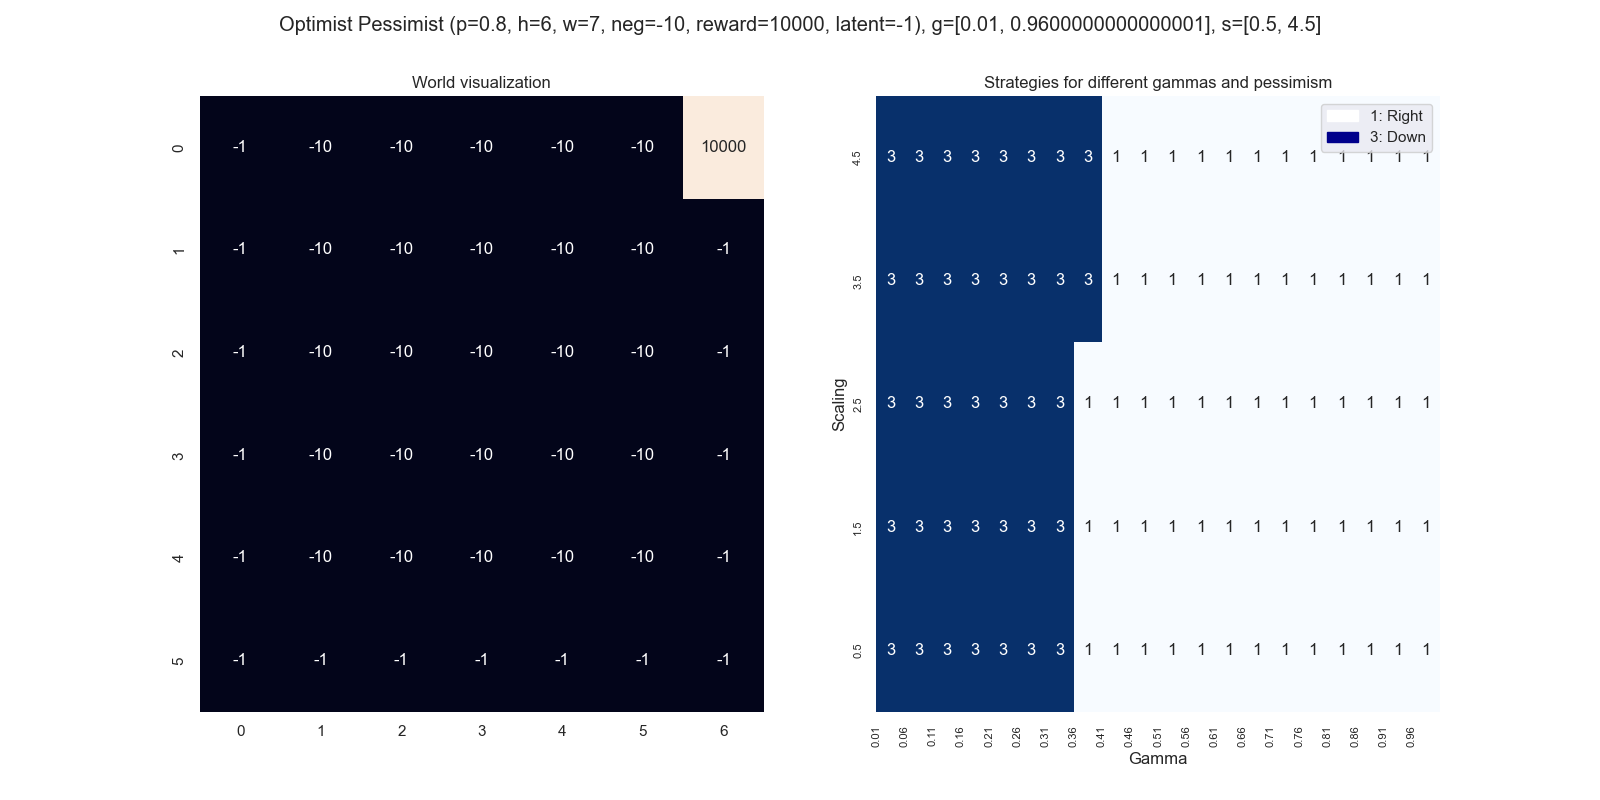 Optimist Pessimist (p=0.8, h=6, w=7, neg=-10, reward=10000, latent=-1), g=[0.01, 0.9600000000000001], s=[0.5, 4.5]
World visualization
0 -1 -10 -10 -10 -10 -10 10000
1 -1 -10 -10 -10 -10 -10 -1
2 -1 -10 -10 -10 -10 -10 -1
3 -1 -10 -10 -10 -10 -10 -1
4 -1 -10 -10 -10 -10 -10 -1
5 -1 -1 -1 -1 -1 -1 -1
0 1 2 3 4 5 6
Strategies for different gammas and pessimism
1: Right
3: Down
4.5 3 3 3 3 3 3 3 3 1 1 1 1 1 1 1 1 1 1 1 1
3.5 3 3 3 3 3 3 3 3 1 1 1 1 1 1 1 1 1 1 1 1
Scaling
2.5 3 3 3 3 3 3 3 1 1 1 1 1 1 1 1 1 1 1 1 1
1.5 3 3 3 3 3 3 3 1 1 1 1 1 1 1 1 1 1 1 1 1
0.5 3 3 3 3 3 3 3 1 1 1 1 1 1 1 1 1 1 1 1 1
0.01 0.06 0.11 0.16 0.21 0.26 0.31 0.36 0.41 0.46 0.51 0.56 0.61 0.66 0.71 0.76 0.81 0.86 0.91 0.96
Gamma